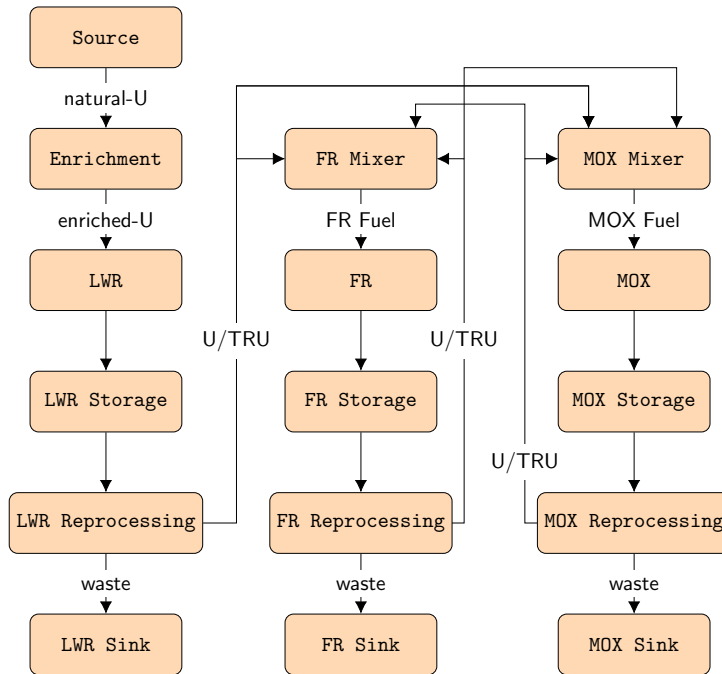 Source
natural-U
Enrichment
FR Mixer
MOX Mixer
enriched-U
FR Fuel
MOX Fuel
LWR
FR
MOX
U/TRU
U/TRU
LWR Storage
FR Storage
MOX Storage
U/TRU
LWR Reprocessing
FR Reprocessing
MOX Reprocessing
waste
waste
waste
LWR Sink
FR Sink
MOX Sink